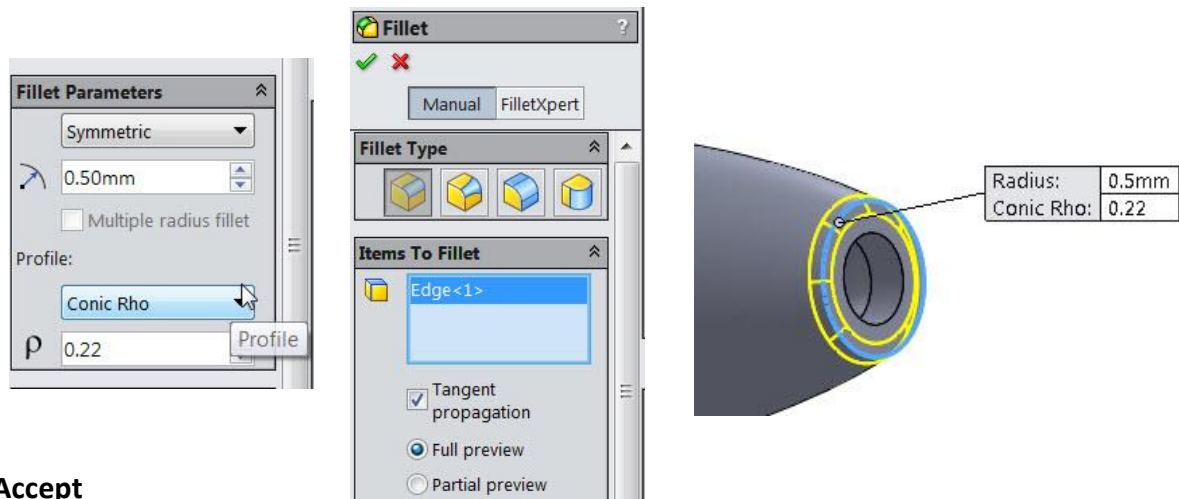 Fillet Parameters
Symmetric
0.50mm
Multiple radius fillet
Profile:
Conic Rho
Profile
ρ 0.22
Fillet ?
Manual FilletXpert
Fillet Type
Items To Fillet
Edge<1>
Tangent
propagation
Full preview
Partial preview
Radius: 0.5mm
Conic Rho: 0.22
Accept